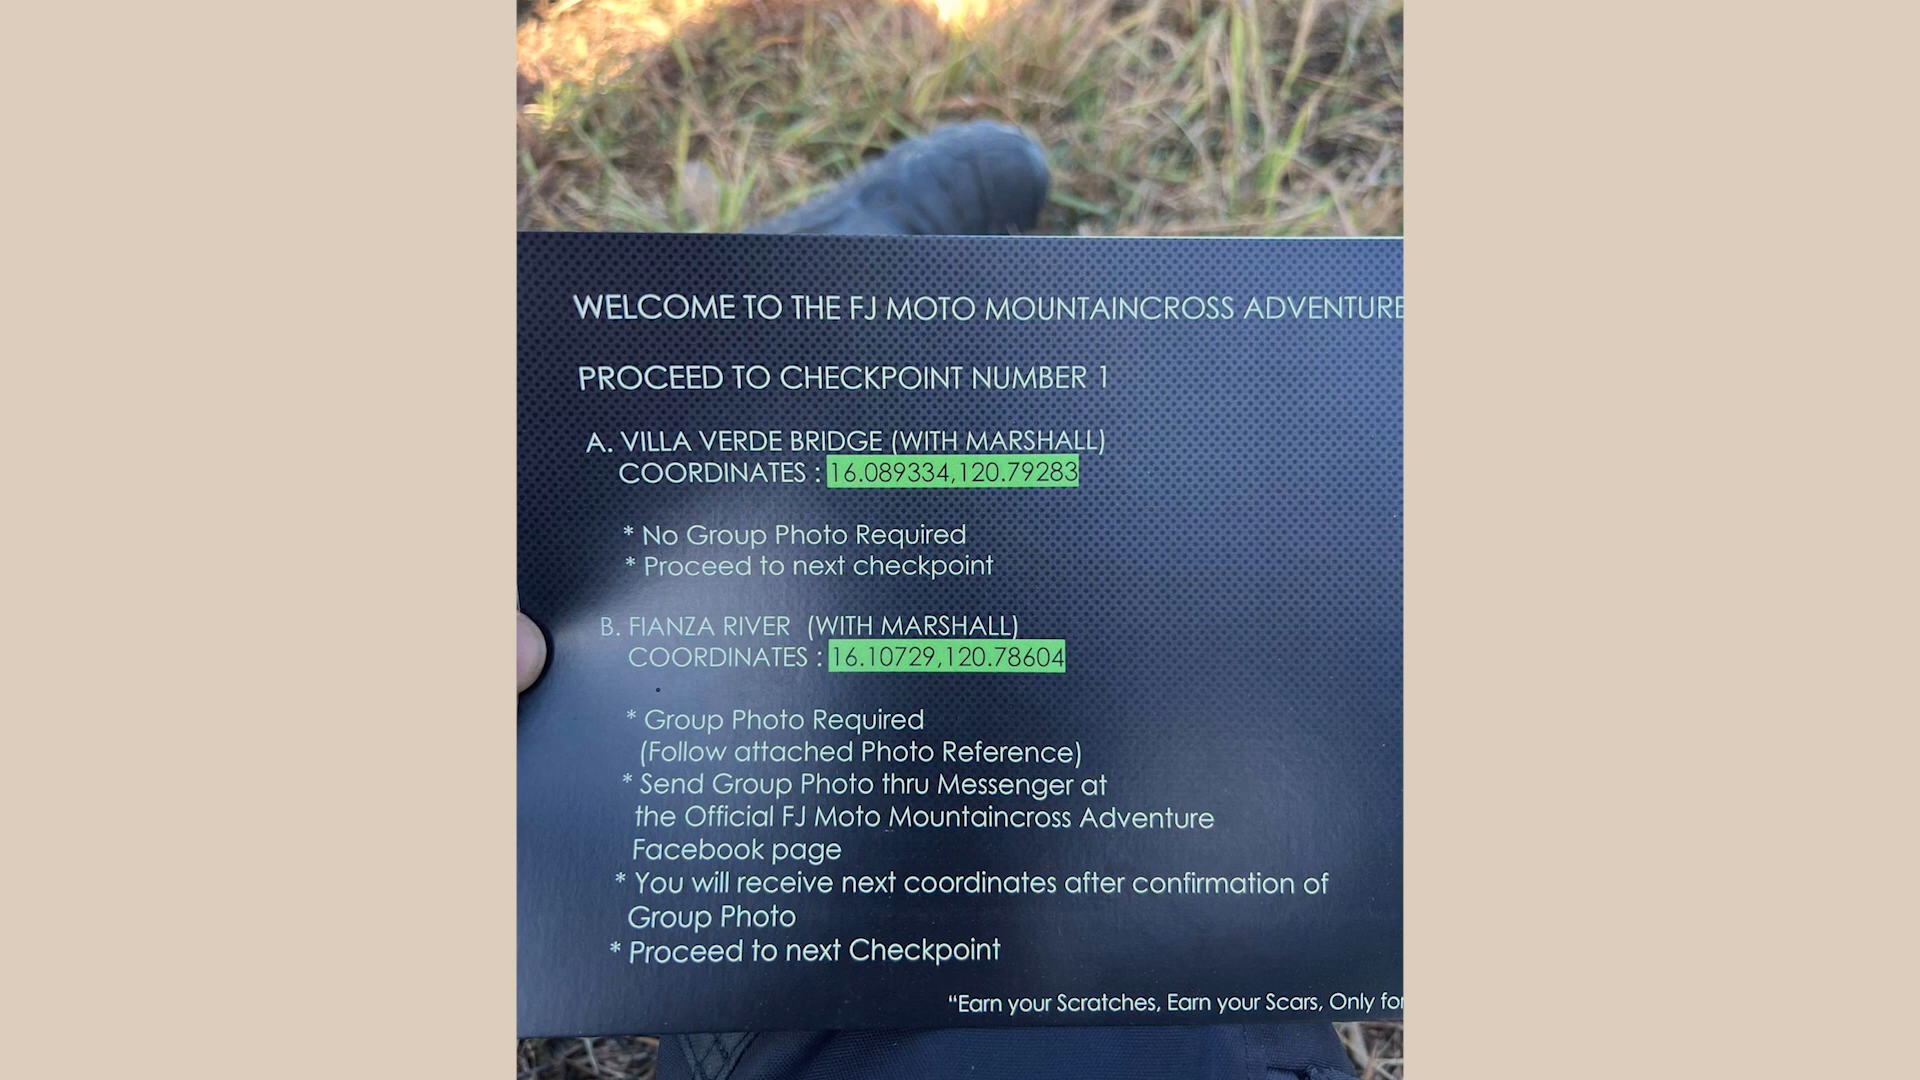 WELCOME TO THE FJ MOTO MOUNTAINCROSS ADVENTURE
PROCEED TO CHECKPOINT NUMBER 1
A. VILLA VERDE BRIDGE (WITH MARSHALL)
COORDINATES : 16.089334,120.79283
* No Group Photo Required
* Proceed to next checkpoint
B. FIANZA RIVER (WITH MARSHALL)
COORDINATES : 16.10729,120.78604
* Group Photo Required
(Follow attached Photo Reference)
* Send Group Photo thru Messenger at
the Official FJ Moto Mountaincross Adventure
Facebook page
* You will receive next coordinates after confirmation of
Group Photo
* Proceed to next Checkpoint
“Earn your Scratches, Earn your Scars, Only for